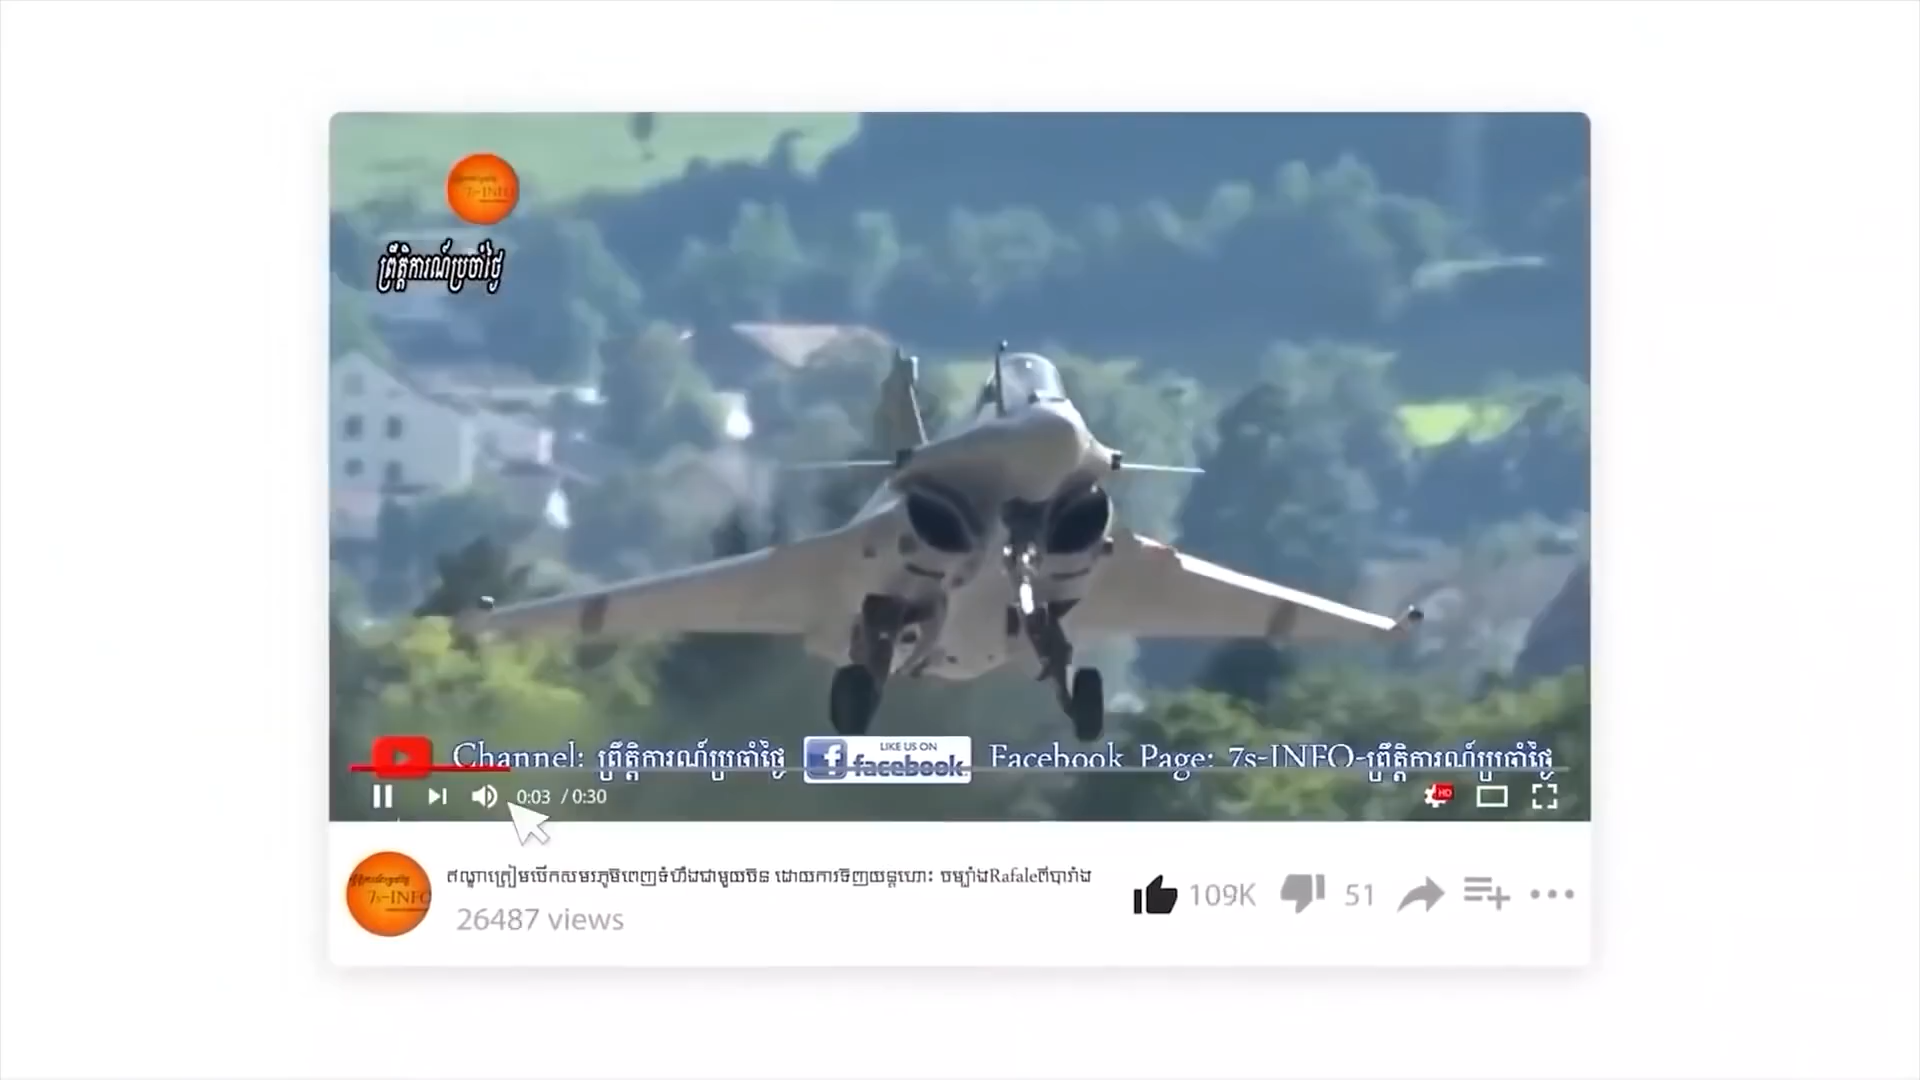 7s-INFO
ព្រឹត្តិការណ៍ប្រចាំថ្ងៃ
Channel: ព្រឹត្តិការណ៍ប្រចាំថ្ងៃ
LIKE US ON
facebook
Facebook Page: 7s-INFO-ព្រឹត្តិការណ៍ប្រចាំថ្ងៃ
0:03 / 0:30
HD
7s-INFO
ឥណ្ឌាត្រៀមបើកសមរភូមិពេញទំហឹងជាមួយចិន ដោយការទិញយន្តហោះ ចម្បាំងRafaleពីបារាំង
26487 views
109K
51